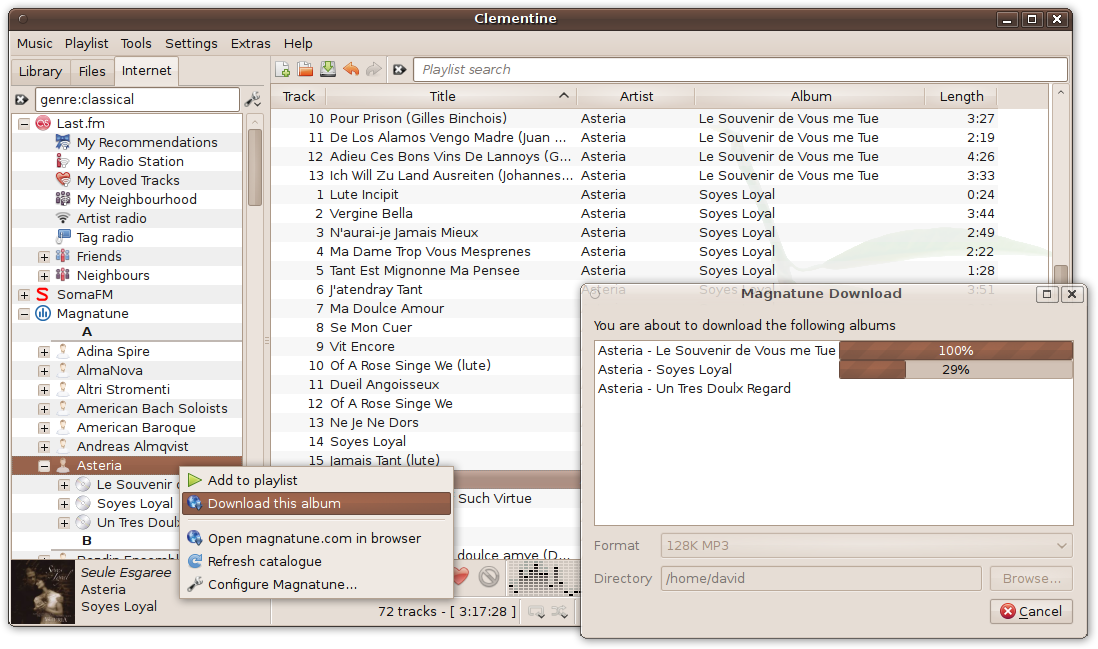 Clementine
Music Playlist Tools Settings Extras Help
Library Files Internet
Playlist search
genre:classical
Last.fm
My Recommendations
My Radio Station
My Loved Tracks
My Neighbourhood
Artist radio
Tag radio
Friends
Neighbours
SomaFM
Magnatune
A
Adina Spire
AlmaNova
Altri Stromenti
American Bach Soloists
American Baroque
Andreas Almqvist
Asteria
Le Souvenir
Soyes Loyal
Un Tres Doulx
B
Seule Esgaree
Asteria
Soyes Loyal
Track Title Artist Album Length
10 Pour Prison (Gilles Binchois) Asteria Le Souvenir de Vous me Tue 3:27
11 De Los Alamos Vengo Madre (Juan ... Asteria Le Souvenir de Vous me Tue 2:19
12 Adieu Ces Bons Vins De Lannoys (G... Asteria Le Souvenir de Vous me Tue 4:26
13 Ich Will Zu Land Ausreiten (Johannes... Asteria Le Souvenir de Vous me Tue 3:33
1 Lute Incipit Asteria Soyes Loyal 0:24
2 Vergine Bella Asteria Soyes Loyal 3:44
3 N'aurai-je Jamais Mieux Asteria Soyes Loyal 2:49
4 Ma Dame Trop Vous Mesprenes Asteria Soyes Loyal 2:22
5 Tant Est Mignonne Ma Pensee Asteria Soyes Loyal 1:28
6 J'atendray Tant Asteria Soyes Loyal 3:51
7 Ma Doulce Amour
8 Se Mon Cuer
9 Vit Encore
10 Of A Rose Singe We (lute)
11 Dueil Angoisseux
12 Of A Rose Singe We
13 Ne Je Ne Dors
14 Soyes Loyal
15 Jamais Tant (lute)
Such Virtue
doulce amye (D...
72 tracks - [ 3:17:28 ]
Add to playlist
Download this album
Open magnatune.com in browser
Refresh catalogue
Configure Magnatune...
Magnatune Download
You are about to download the following albums
Asteria - Le Souvenir de Vous me Tue 100%
Asteria - Soyes Loyal 29%
Asteria - Un Tres Doulx Regard
Format 128K MP3
Directory /home/david Browse...
Cancel